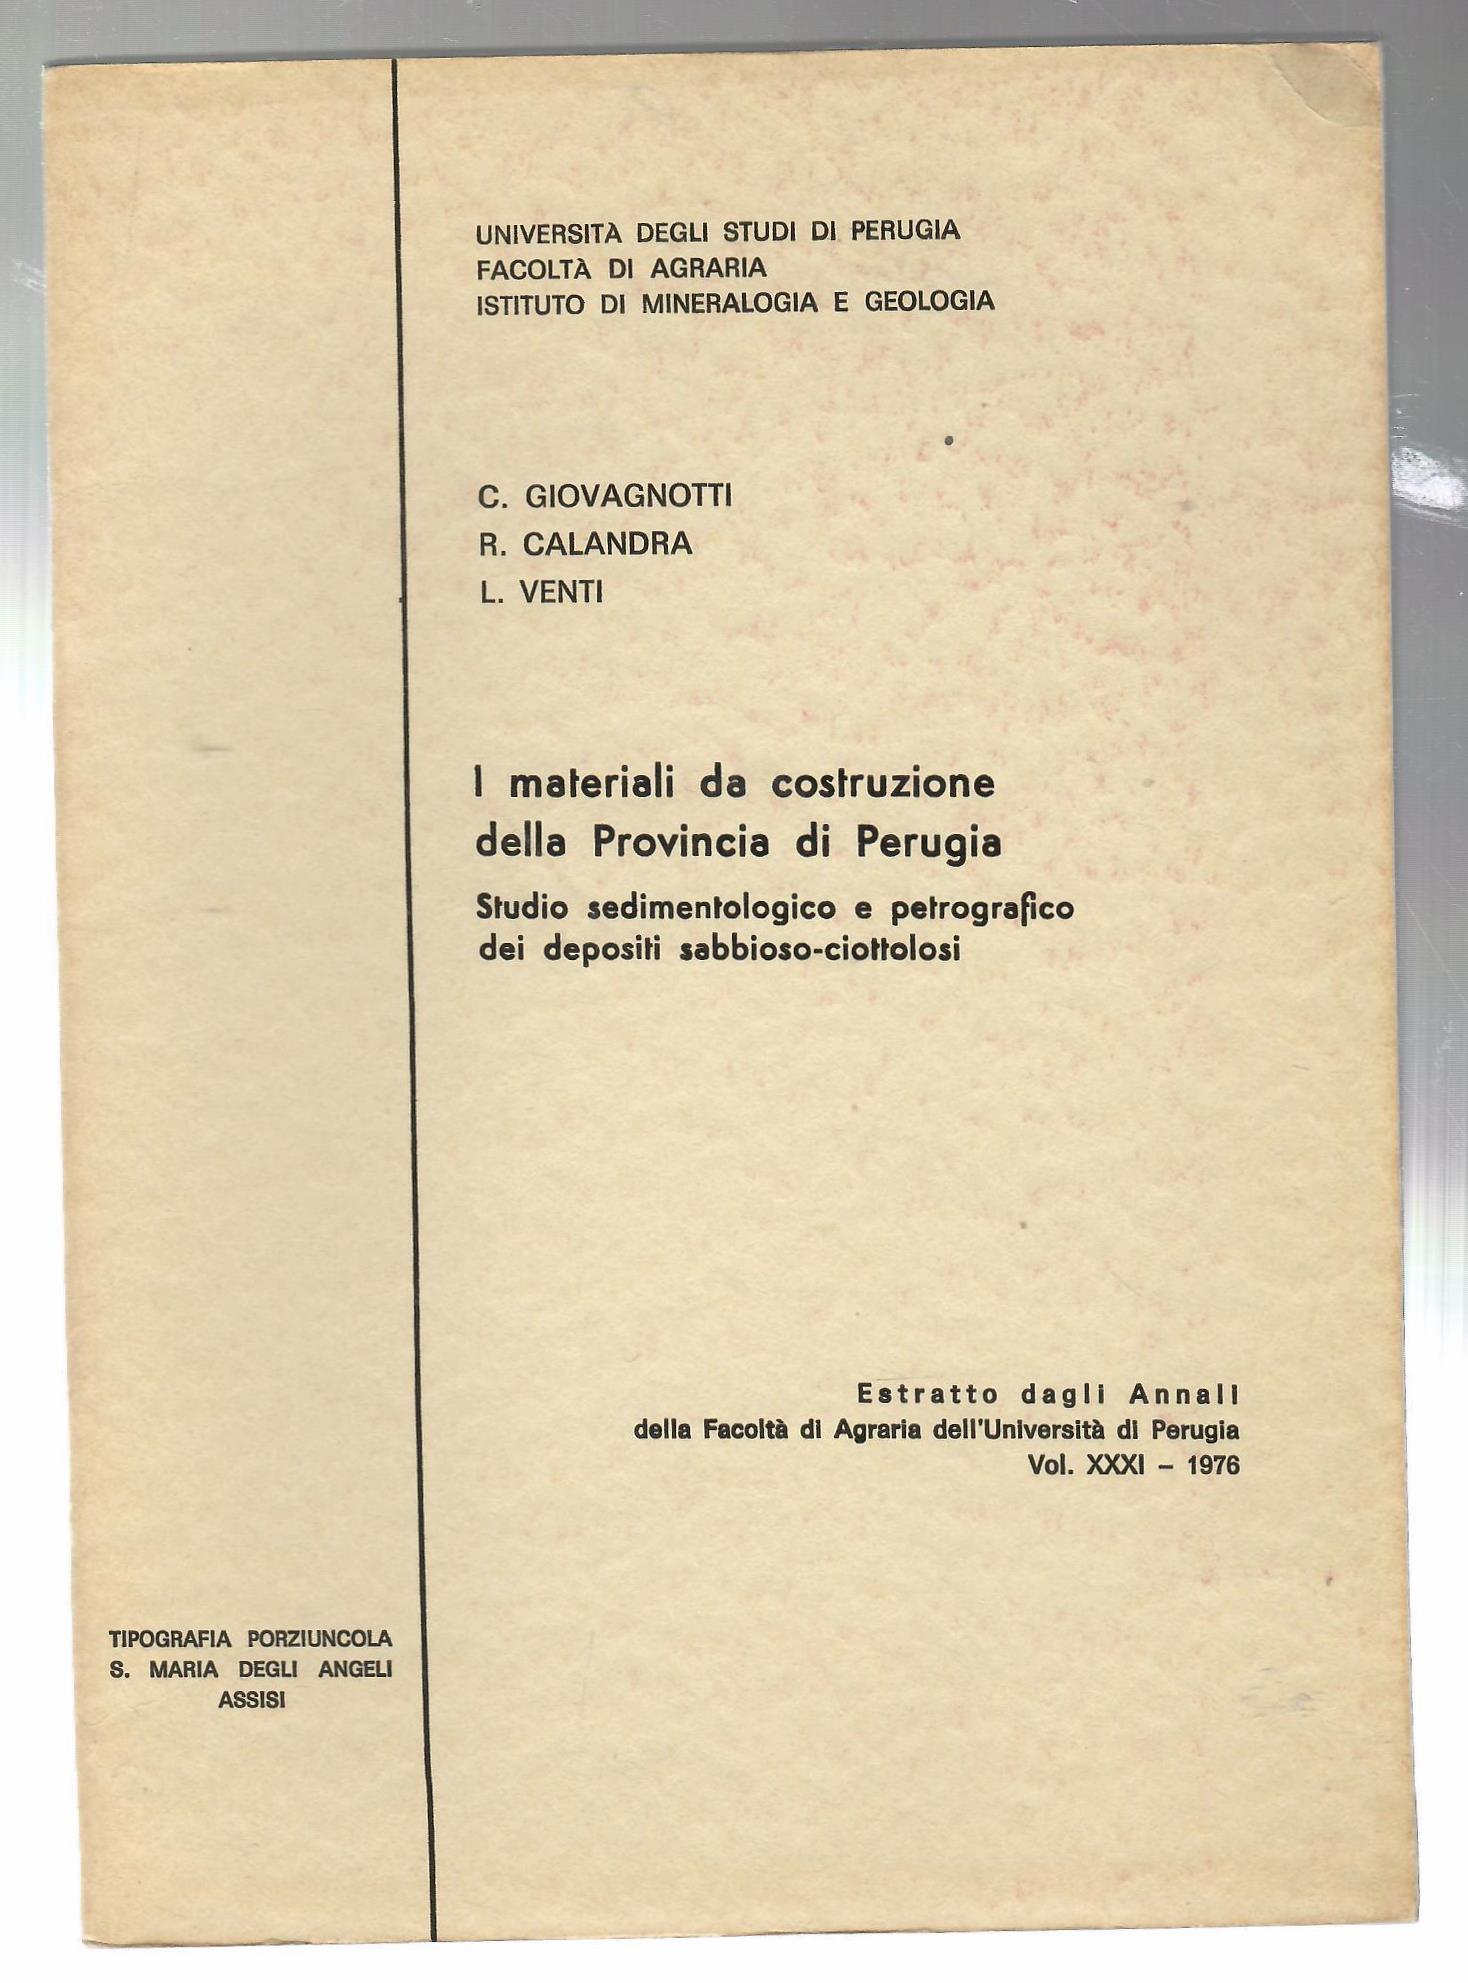 UNIVERSITÀ DEGLI STUDI DI PERUGIA
FACOLTÀ DI AGRARIA
ISTITUTO DI MINERALOGIA E GEOLOGIA
C. GIOVAGNOTTI
R. CALANDRA
L. VENTI
I materiali da costruzione
della Provincia di Perugia
Studio sedimentologico e petrografico
dei depositi sabbioso-ciottolosi
Estratto dagli Annali
della Facoltà di Agraria dell'Università di Perugia
Vol. XXXI – 1976
TIPOGRAFIA PORZIUNCOLA
S. MARIA DEGLI ANGELI
ASSISI